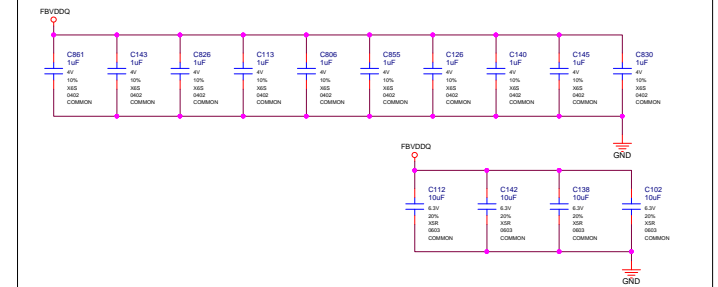 FBVDDQ
C861 C143 C826 C113 C806 C855 C126 C140 C145 C830
1uF 1uF 1uF 1uF 1uF 1uF 1uF 1uF 1uF 1uF
4V 4V 4V 4V 4V 4V 4V 4V 4V 4V
10% 10% 10% 10% 10% 10% 10% 10% 10% 10%
X6S X6S X6S X6S X6S X6S X6S X6S X6S X6S
0402 0402 0402 0402 0402 0402 0402 0402 0402 0402
COMMON COMMON COMMON COMMON COMMON COMMON COMMON COMMON COMMON COMMON
GND
FBVDDQ
C112 C142 C138 C102
10uF 10uF 10uF 10uF
6.3V 6.3V 6.3V 6.3V
20% 20% 20% 20%
X5R X5R X5R X5R
0603 0603 0603 0603
COMMON COMMON COMMON COMMON
GND